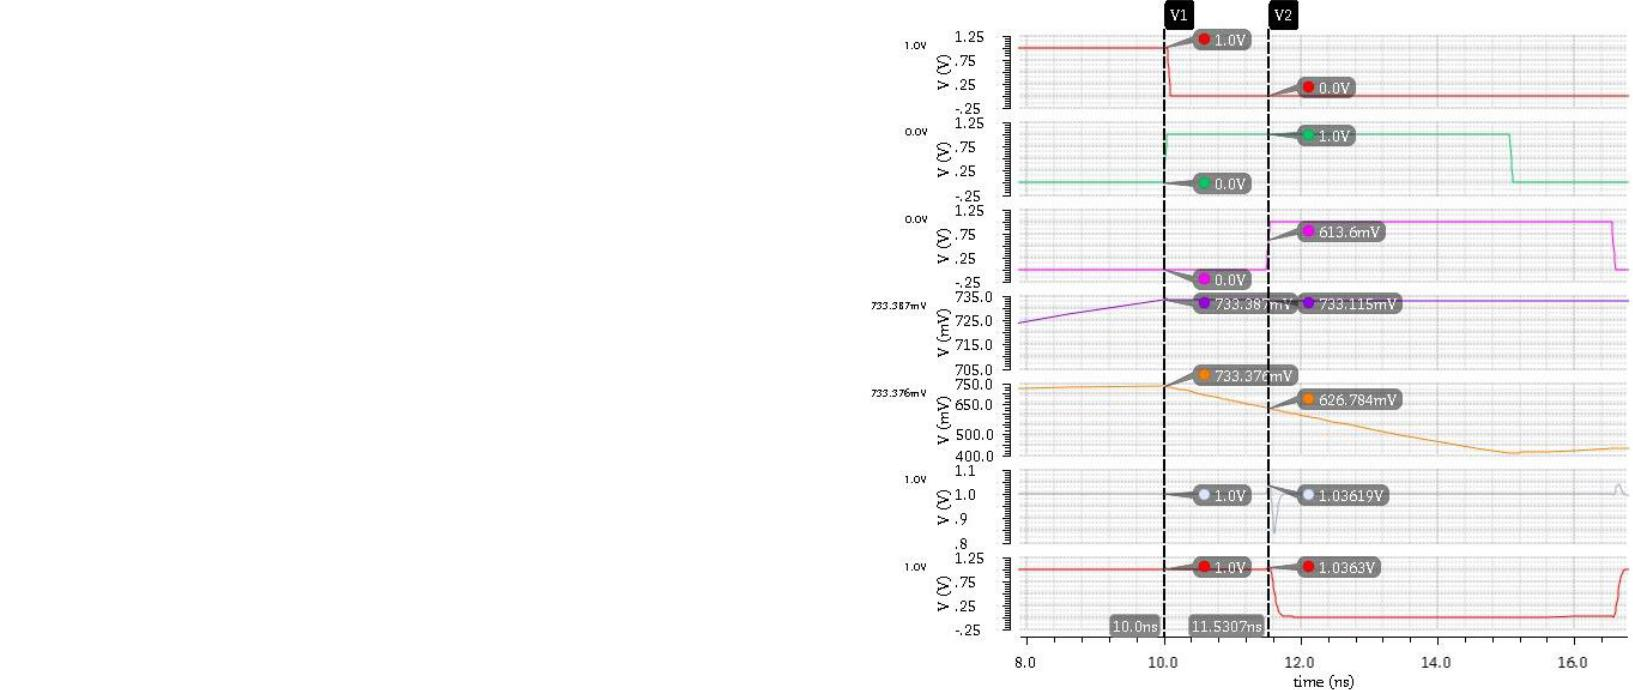 V1 V2
1.0V
1.25
.75
.25
-.25
V (V)
1.0V
0.0V
0.0V
1.25
.75
.25
-.25
V (V)
1.0V
0.0V
0.0V
1.25
.75
.25
-.25
V (V)
613.6mV
0.0V
733.387mV
735.0
725.0
715.0
705.0
V (mV)
733.387mV
733.115mV
733.376mV
750.0
650.0
500.0
400.0
V (mV)
733.376mV
626.784mV
1.0V
1.1
1.0
.9
.8
V (V)
1.0V
1.03619V
1.0V
1.25
.75
.25
-.25
V (V)
1.0V
1.0363V
10.0ns 11.5307ns
8.0 10.0 12.0 14.0 16.0
time (ns)